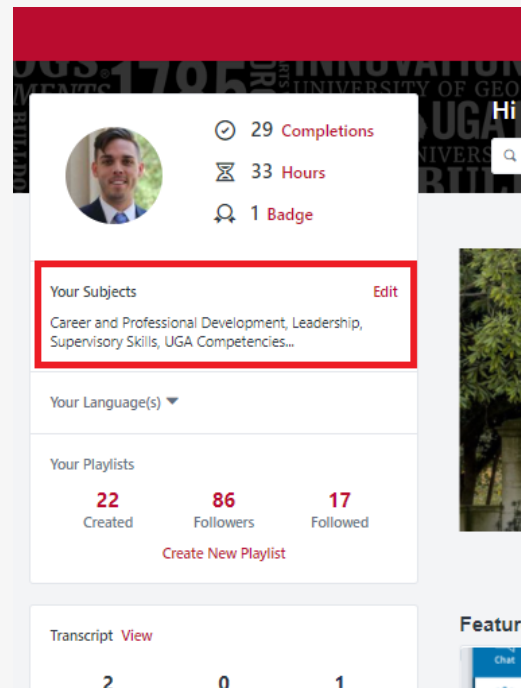 1785
INNOVATION
UNIVERSITY OF GEO
UGA
Hi
29 Completions
33 Hours
1 Badge
Your Subjects
Edit
Career and Professional Development, Leadership,
Supervisory Skills, UGA Competencies...
Your Language(s)
Your Playlists
22
86
17
Created
Followers
Followed
Create New Playlist
Transcript View
2
0
1
Featur
Chat